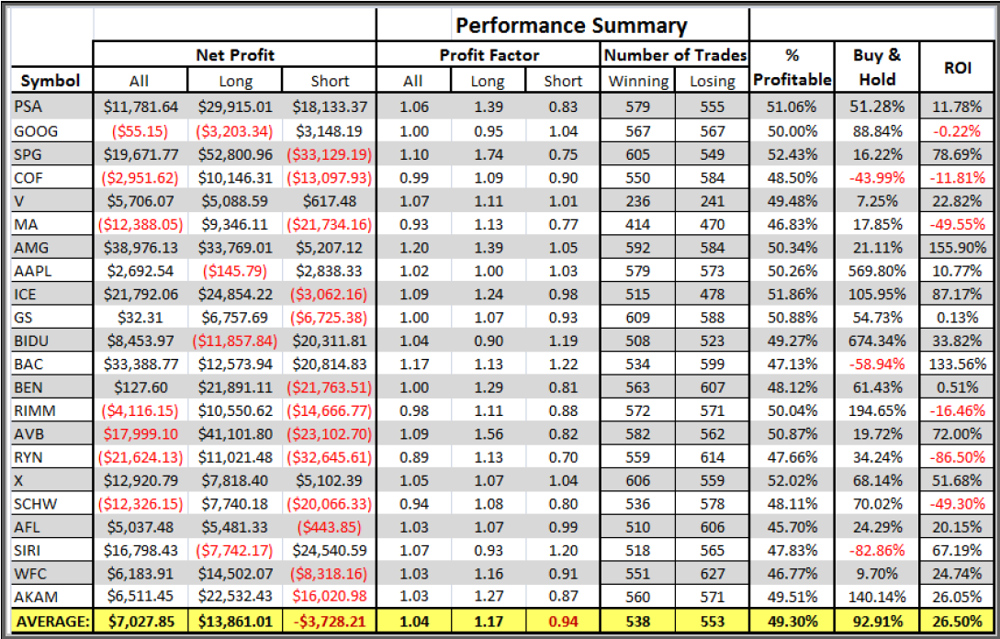 Performance Summary
Net Profit Profit Factor Number of Trades % Buy & ROI
Symbol All Long Short All Long Short Winning Losing Profitable Hold
PSA $11,781.64 $29,915.01 $18,133.37 1.06 1.39 0.83 579 555 51.06% 51.28% 11.78%
GOOG ($55.15) ($3,203.34) $3,148.19 1.00 0.95 1.04 567 567 50.00% 88.84% -0.22%
SPG $19,671.77 $52,800.96 ($33,129.19) 1.10 1.74 0.75 605 549 52.43% 16.22% 78.69%
COF ($2,951.62) $10,146.31 ($13,097.93) 0.99 1.09 0.90 550 584 48.50% -43.99% -11.81%
V $5,706.07 $5,088.59 $617.48 1.07 1.11 1.01 236 241 49.48% 7.25% 22.82%
MA ($12,388.05) $9,346.11 ($21,734.16) 0.93 1.13 0.77 414 470 46.83% 17.85% -49.55%
AMG $38,976.13 $33,769.01 $5,207.12 1.20 1.39 1.05 592 584 50.34% 21.11% 155.90%
AAPL $2,692.54 ($145.79) $2,838.33 1.02 1.00 1.03 579 573 50.26% 569.80% 10.77%
ICE $21,792.06 $24,854.22 ($3,062.16) 1.09 1.24 0.98 515 478 51.86% 105.95% 87.17%
GS $32.31 $6,757.69 ($6,725.38) 1.00 1.07 0.93 609 588 50.88% 54.73% 0.13%
BIDU $8,453.97 ($11,857.84) $20,311.81 1.04 0.90 1.19 508 523 49.27% 674.34% 33.82%
BAC $33,388.77 $12,573.94 $20,814.83 1.17 1.13 1.22 534 599 47.13% -58.94% 133.56%
BEN $127.60 $21,891.11 ($21,763.51) 1.00 1.29 0.81 563 607 48.12% 61.43% 0.51%
RIMM ($4,116.15) $10,550.62 ($14,666.77) 0.98 1.11 0.88 572 571 50.04% 194.65% -16.46%
AVB $17,999.10 $41,101.80 ($23,102.70) 1.09 1.56 0.82 582 562 50.87% 19.72% 72.00%
RYN ($21,624.13) $11,021.48 ($32,645.61) 0.89 1.13 0.70 559 614 47.66% 34.24% -86.50%
X $12,920.79 $7,818.40 $5,102.39 1.05 1.07 1.04 606 559 52.02% 68.14% 51.68%
SCHW ($12,326.15) $7,740.18 ($20,066.33) 0.94 1.08 0.80 536 578 48.11% 70.02% -49.30%
AFL $5,037.48 $5,481.33 ($443.85) 1.03 1.07 0.99 510 606 45.70% 24.29% 20.15%
SIRI $16,798.43 ($7,742.17) $24,540.59 1.07 0.93 1.20 518 565 47.83% -82.86% 67.19%
WFC $6,183.91 $14,502.07 ($8,318.16) 1.03 1.16 0.91 551 627 46.77% 9.70% 24.74%
AKAM $6,511.45 $22,532.43 $16,020.98 1.03 1.27 0.87 560 571 49.51% 140.14% 26.05%
AVERAGE: $7,027.85 $13,861.01 -$3,728.21 1.04 1.17 0.94 538 553 49.30% 92.91% 26.50%